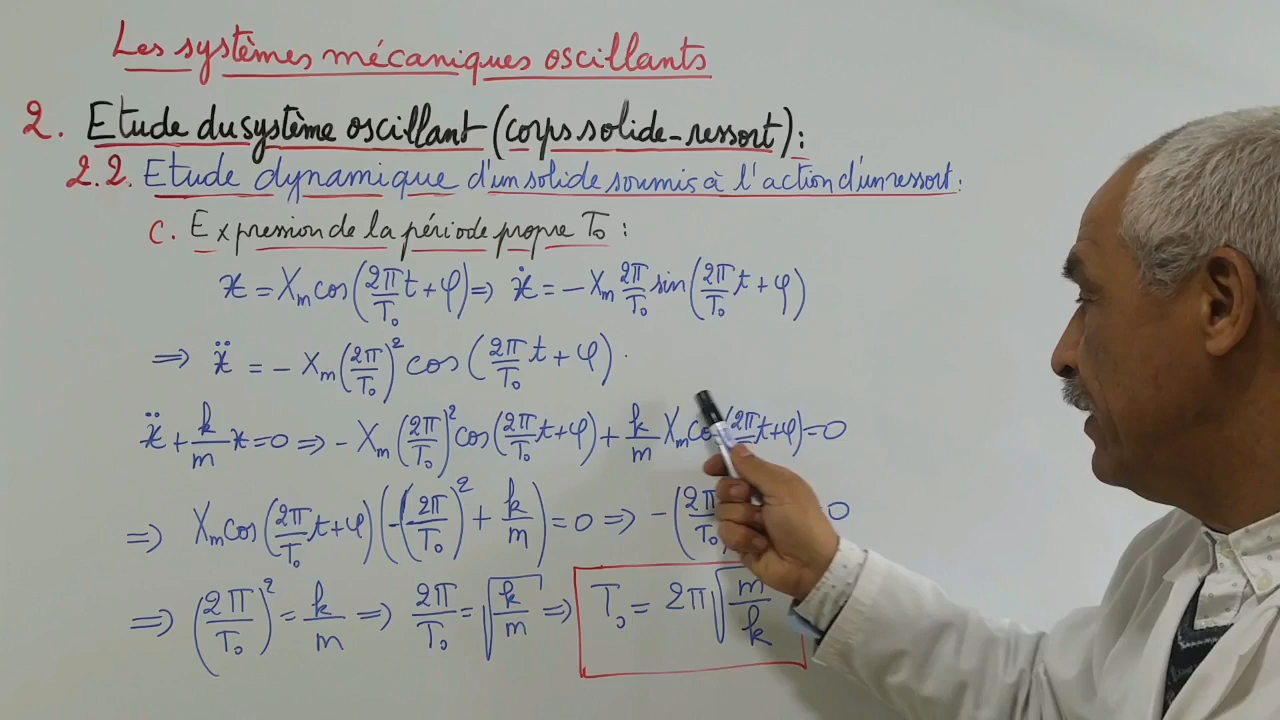 Les systèmes mécaniques oscillants
2. Etude du système oscillant (corps solide-ressort):
2.2. Etude dynamique d'un solide soumis à l'action d'un ressort:
c. Expression de la période propre T₀ :
x = Xₘ cos(2π/T₀ t + φ) ⇒ ẋ = -Xₘ 2π/T₀ sin(2π/T₀ t + φ)
⇒ ẍ = - Xₘ (2π/T₀)² cos (2π/T₀ t + φ).
ẍ + k/m x = 0 ⇒ - Xₘ (2π/T₀)² cos(2π/T₀ t + φ) + k/m Xₘ cos(2π/T₀ t + φ) = 0
⇒ Xₘ cos(2π/T₀ t + φ) (-(2π/T₀)² + k/m) = 0 ⇒ -(2π/T₀ 0
⇒ (2π/T₀)² = k/m ⇒ 2π/T₀ = √(k/m) ⇒ T₀ = 2π √(m/k)